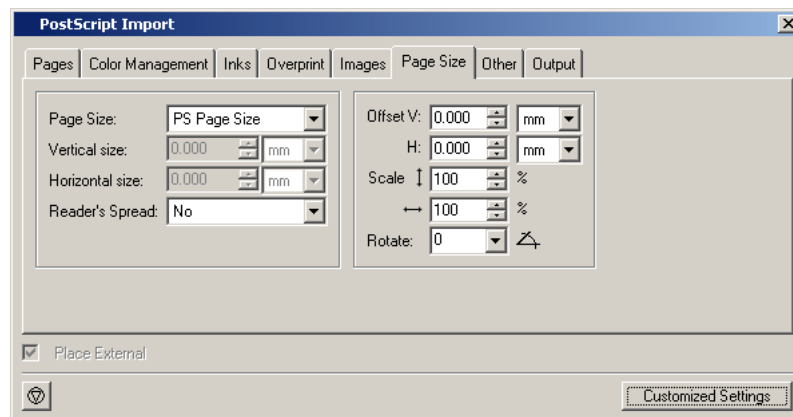 PostScript Import
Pages Color Management Inks Overprint Images Page Size Other Output
Page Size: PS Page Size
Vertical size: 0.000 mm
Horizontal size: 0.000 mm
Reader's Spread: No
Offset V: 0.000 mm
H: 0.000 mm
Scale 100 %
100 %
Rotate: 0
Place External
Customized Settings